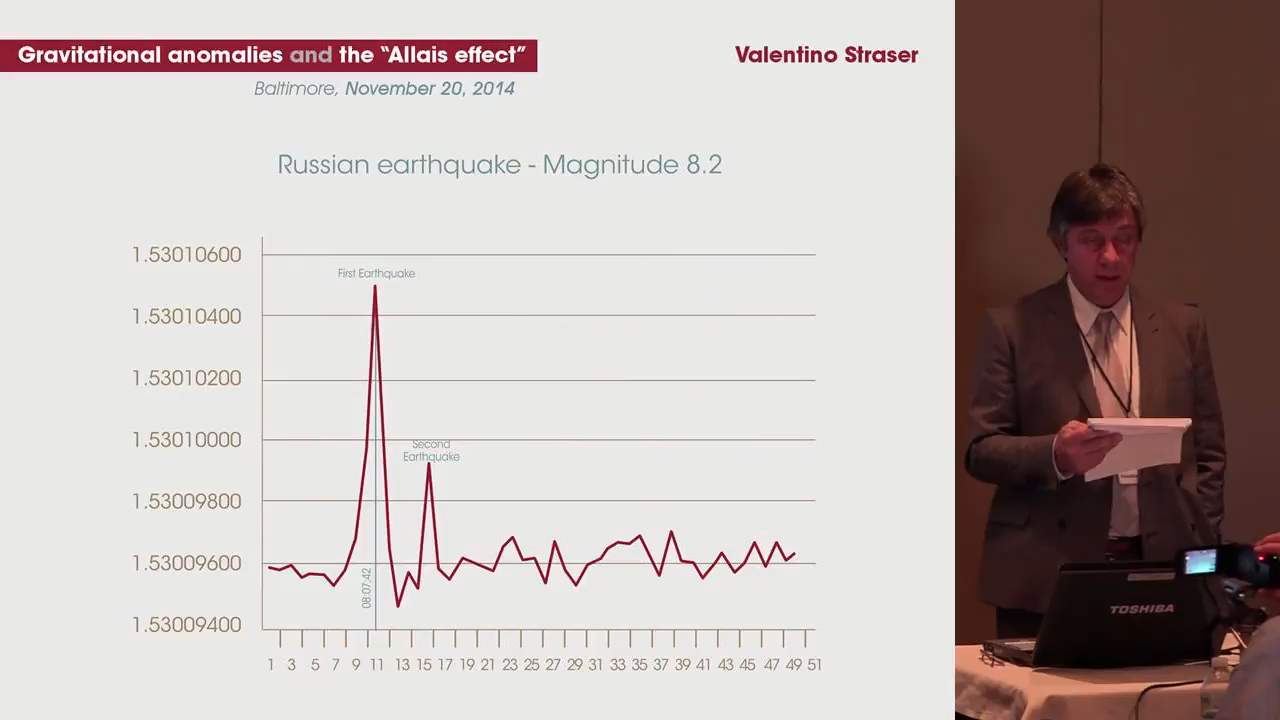 Gravitational anomalies and the “Allais effect”
Valentino Straser
Baltimore, November 20, 2014
Russian earthquake - Magnitude 8.2
1.53010600
First Earthquake
1.53010400
1.53010200
1.53010000
Second
Earthquake
1.53009800
1.53009600
08:07:42
1.53009400
1 3 5 7 9 11 13 15 17 19 21 23 25 27 29 31 33 35 37 39 41 43 45 47 49 51
TOSHIBA